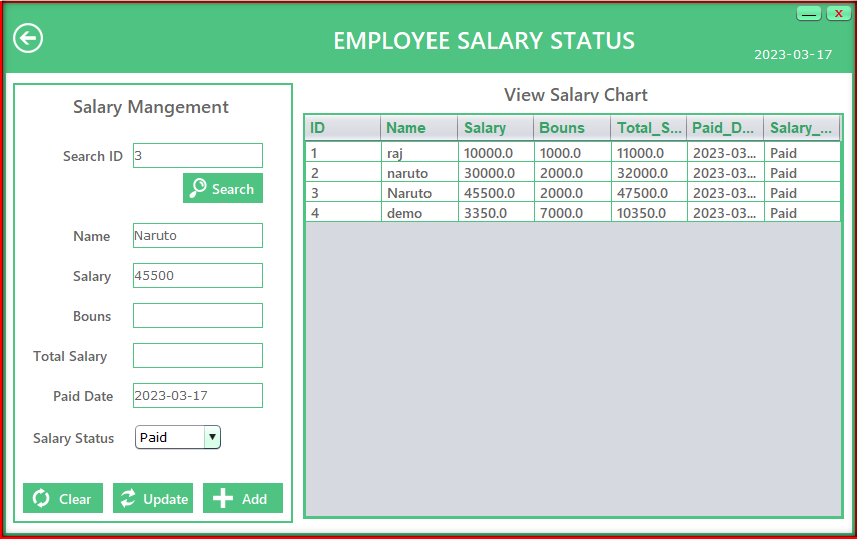 X
EMPLOYEE SALARY STATUS
2023-03-17
Salary Mangement
Search ID 3
Search
Name Naruto
Salary 45500
Bouns
Total Salary
Paid Date 2023-03-17
Salary Status Paid
Clear Update Add
View Salary Chart
ID Name Salary Bouns Total_S... Paid_D... Salary_...
1 raj 10000.0 1000.0 11000.0 2023-03... Paid
2 naruto 30000.0 2000.0 32000.0 2023-03... Paid
3 Naruto 45500.0 2000.0 47500.0 2023-03... Paid
4 demo 3350.0 7000.0 10350.0 2023-03... Paid